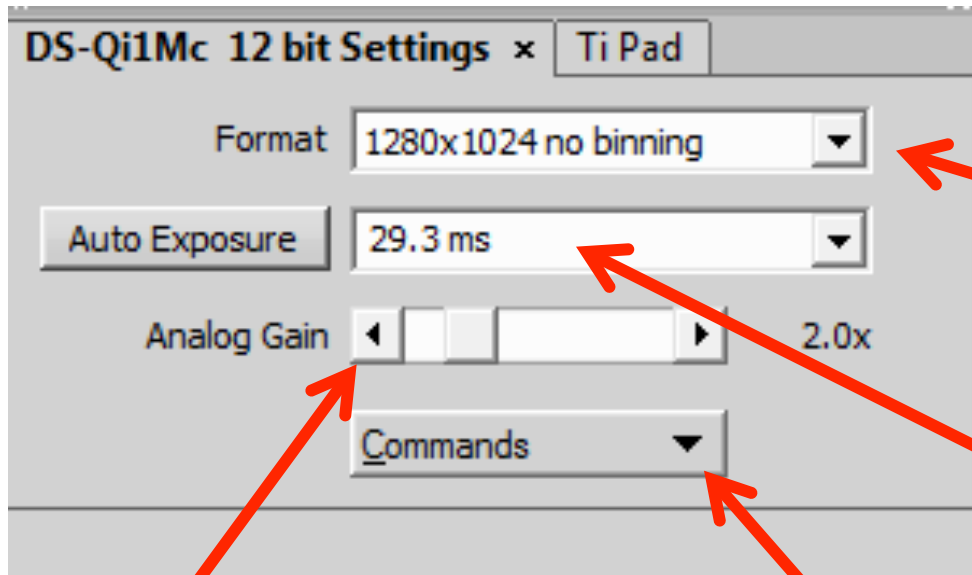 DS-Qi1Mc 12 bit Settings × Ti Pad
Format 1280x1024 no binning
Auto Exposure 29.3 ms
Analog Gain 2.0x
Commands